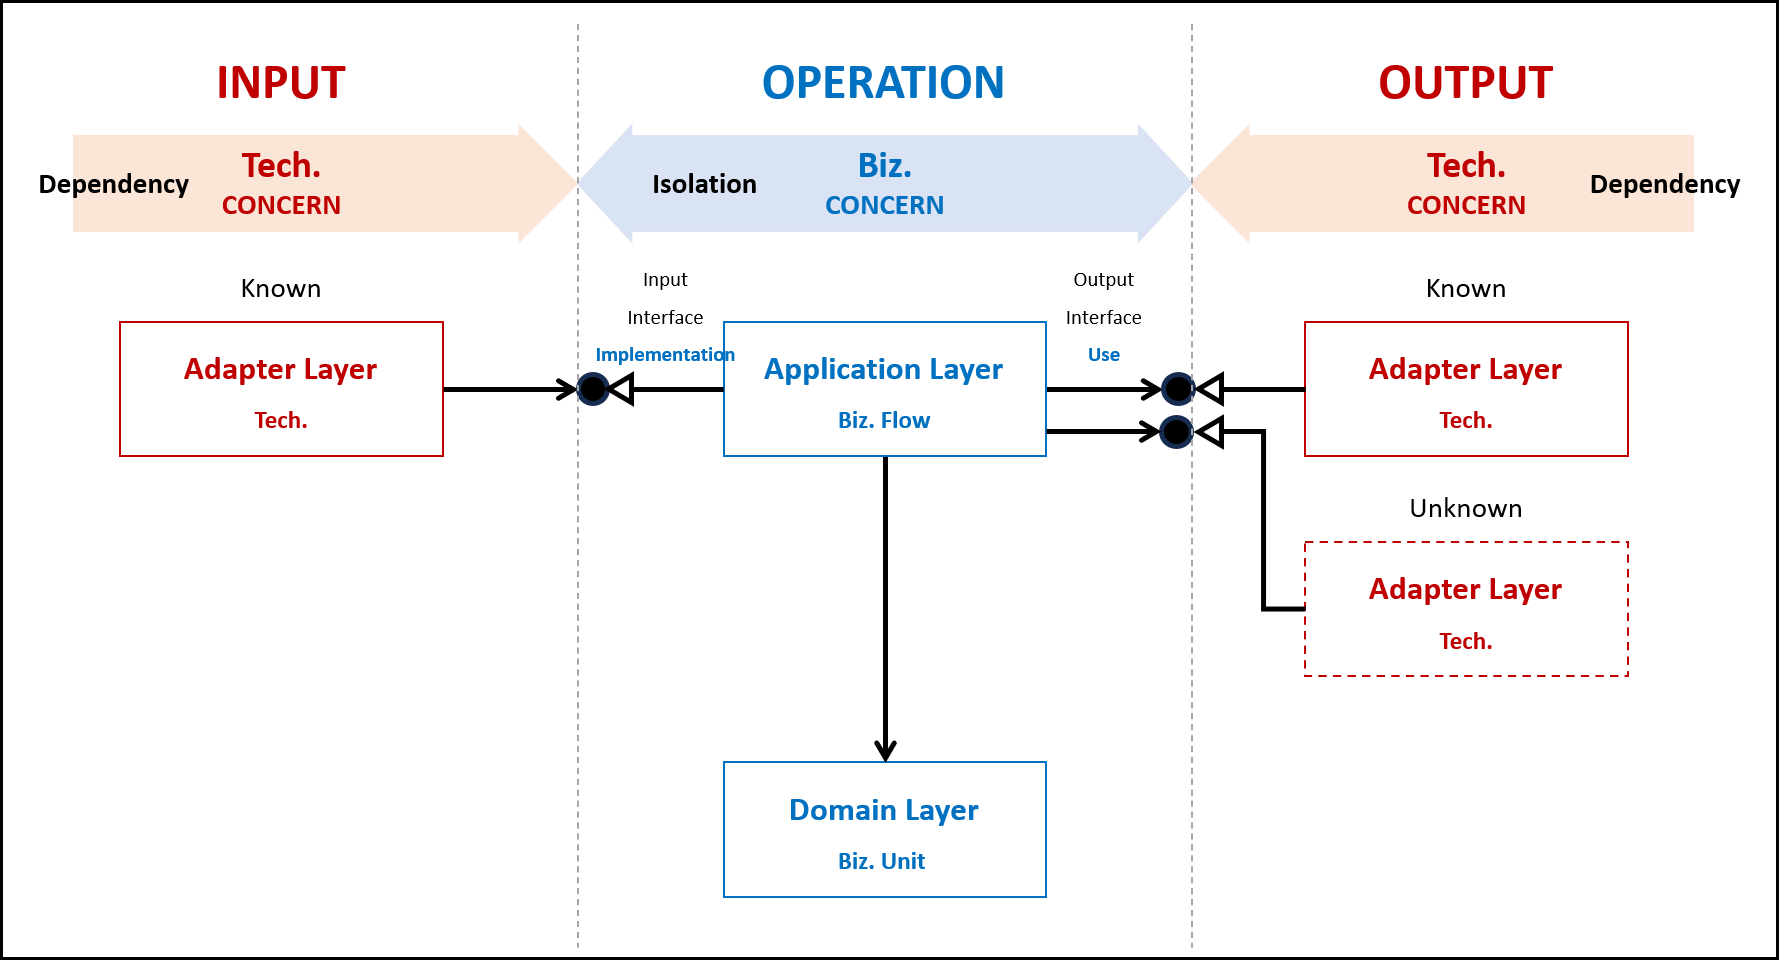 INPUT
OPERATION
OUTPUT
Dependency
Tech.
CONCERN
Isolation
Biz.
CONCERN
Tech.
CONCERN
Dependency
Known
Input
Interface
Implementation
Output
Interface
Use
Known
Adapter Layer
Tech.
Application Layer
Biz. Flow
Adapter Layer
Tech.
Unknown
Adapter Layer
Tech.
Domain Layer
Biz. Unit